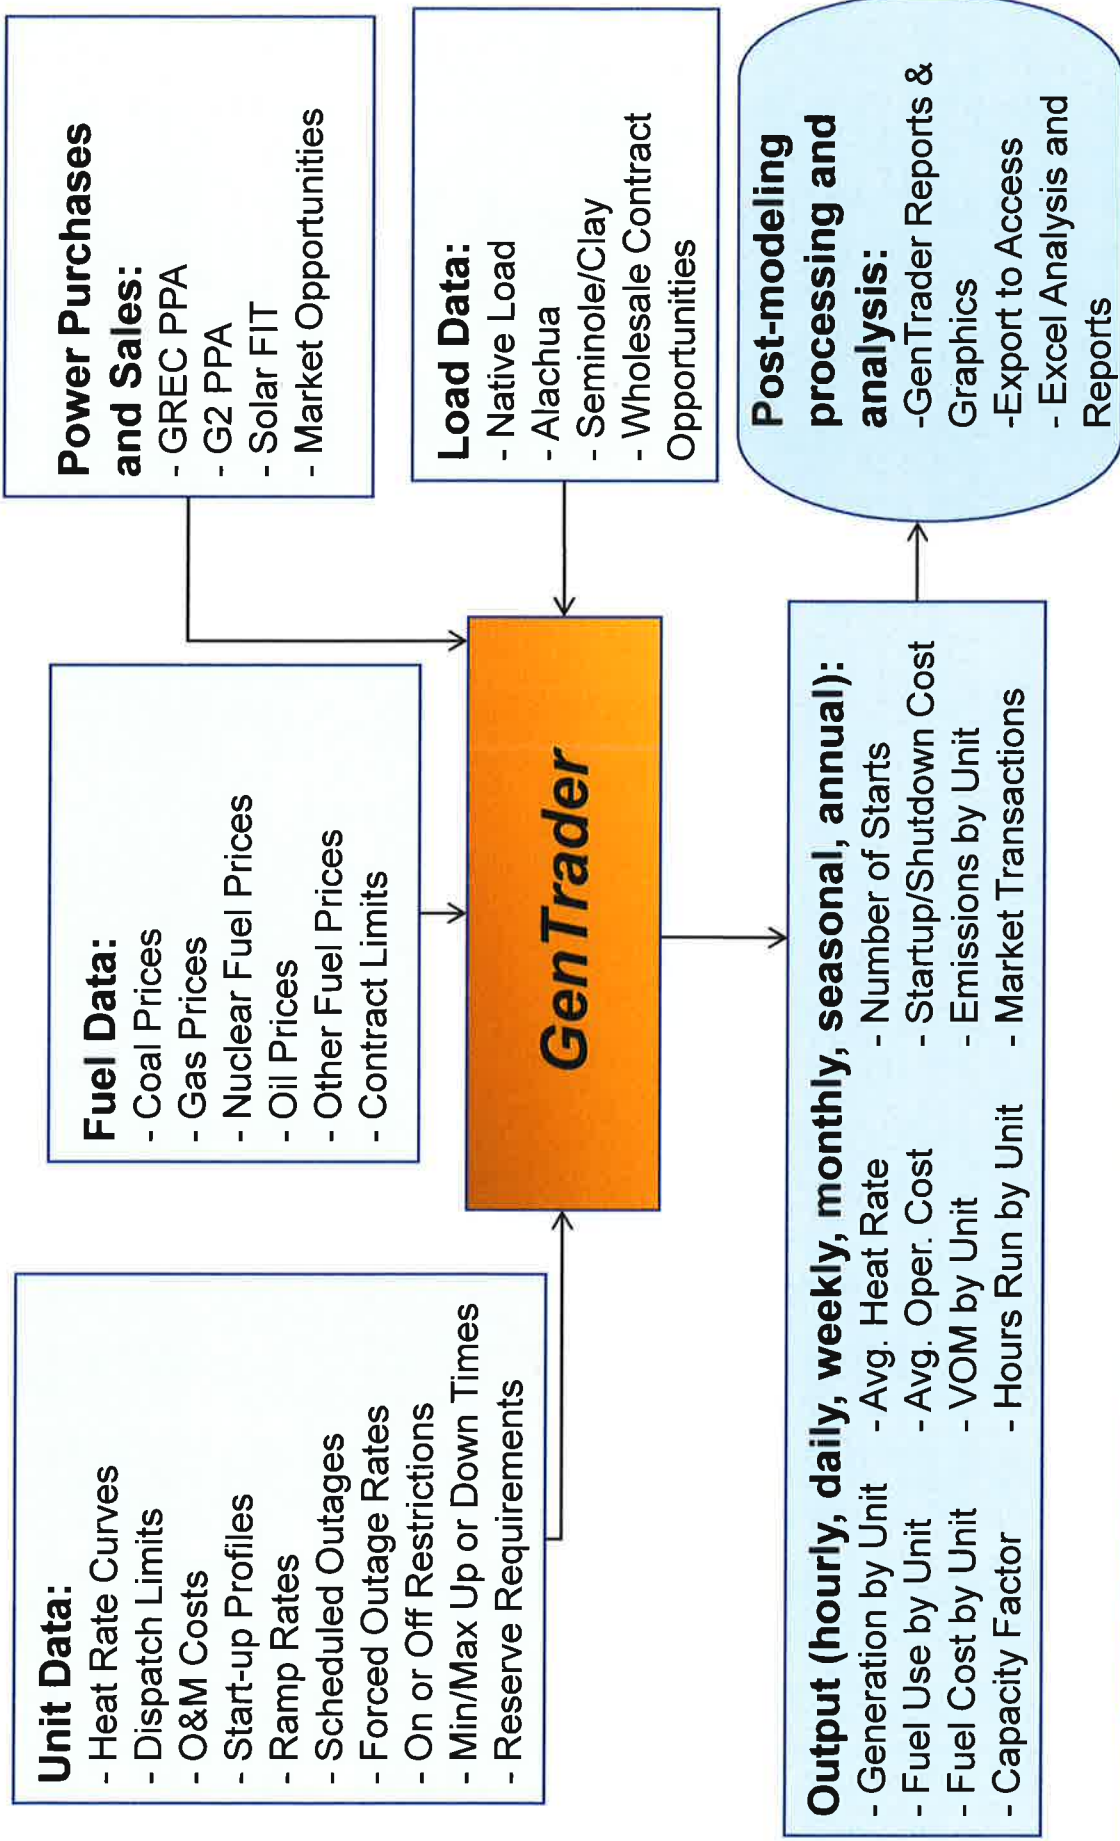 Unit Data:
- Heat Rate Curves
- Dispatch Limits
- O&M Costs
- Start-up Profiles
- Ramp Rates
- Scheduled Outages
- Forced Outage Rates
- On or Off Restrictions
- Min/Max Up or Down Times
- Reserve Requirements
Fuel Data:
- Coal Prices
- Gas Prices
- Nuclear Fuel Prices
- Oil Prices
- Other Fuel Prices
- Contract Limits
Power Purchases
and Sales:
- GREC PPA
- G2 PPA
- Solar FIT
- Market Opportunities
Load Data:
- Native Load
- Alachua
- Seminole/Clay
- Wholesale Contract
Opportunities
GenTrader
Output (hourly, daily, weekly, monthly, seasonal, annual):
- Generation by Unit - Avg. Heat Rate - Number of Starts
- Fuel Use by Unit - Avg. Oper. Cost - Startup/Shutdown Cost
- Fuel Cost by Unit - VOM by Unit - Emissions by Unit
- Capacity Factor - Hours Run by Unit - Market Transactions
Post-modeling
processing and
analysis:
-GenTrader Reports &
Graphics
-Export to Access
- Excel Analysis and
Reports